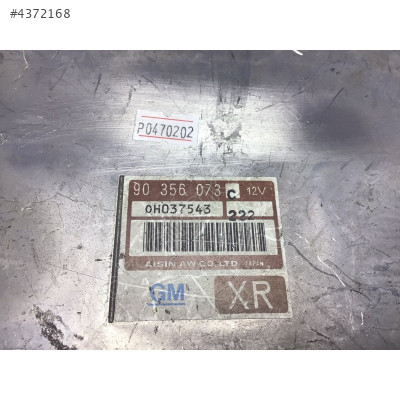 #4372168
P0470202
90 356 073 C 12V
0H037543 222
AISIN AW CO., LTD JAPAN
GM XR